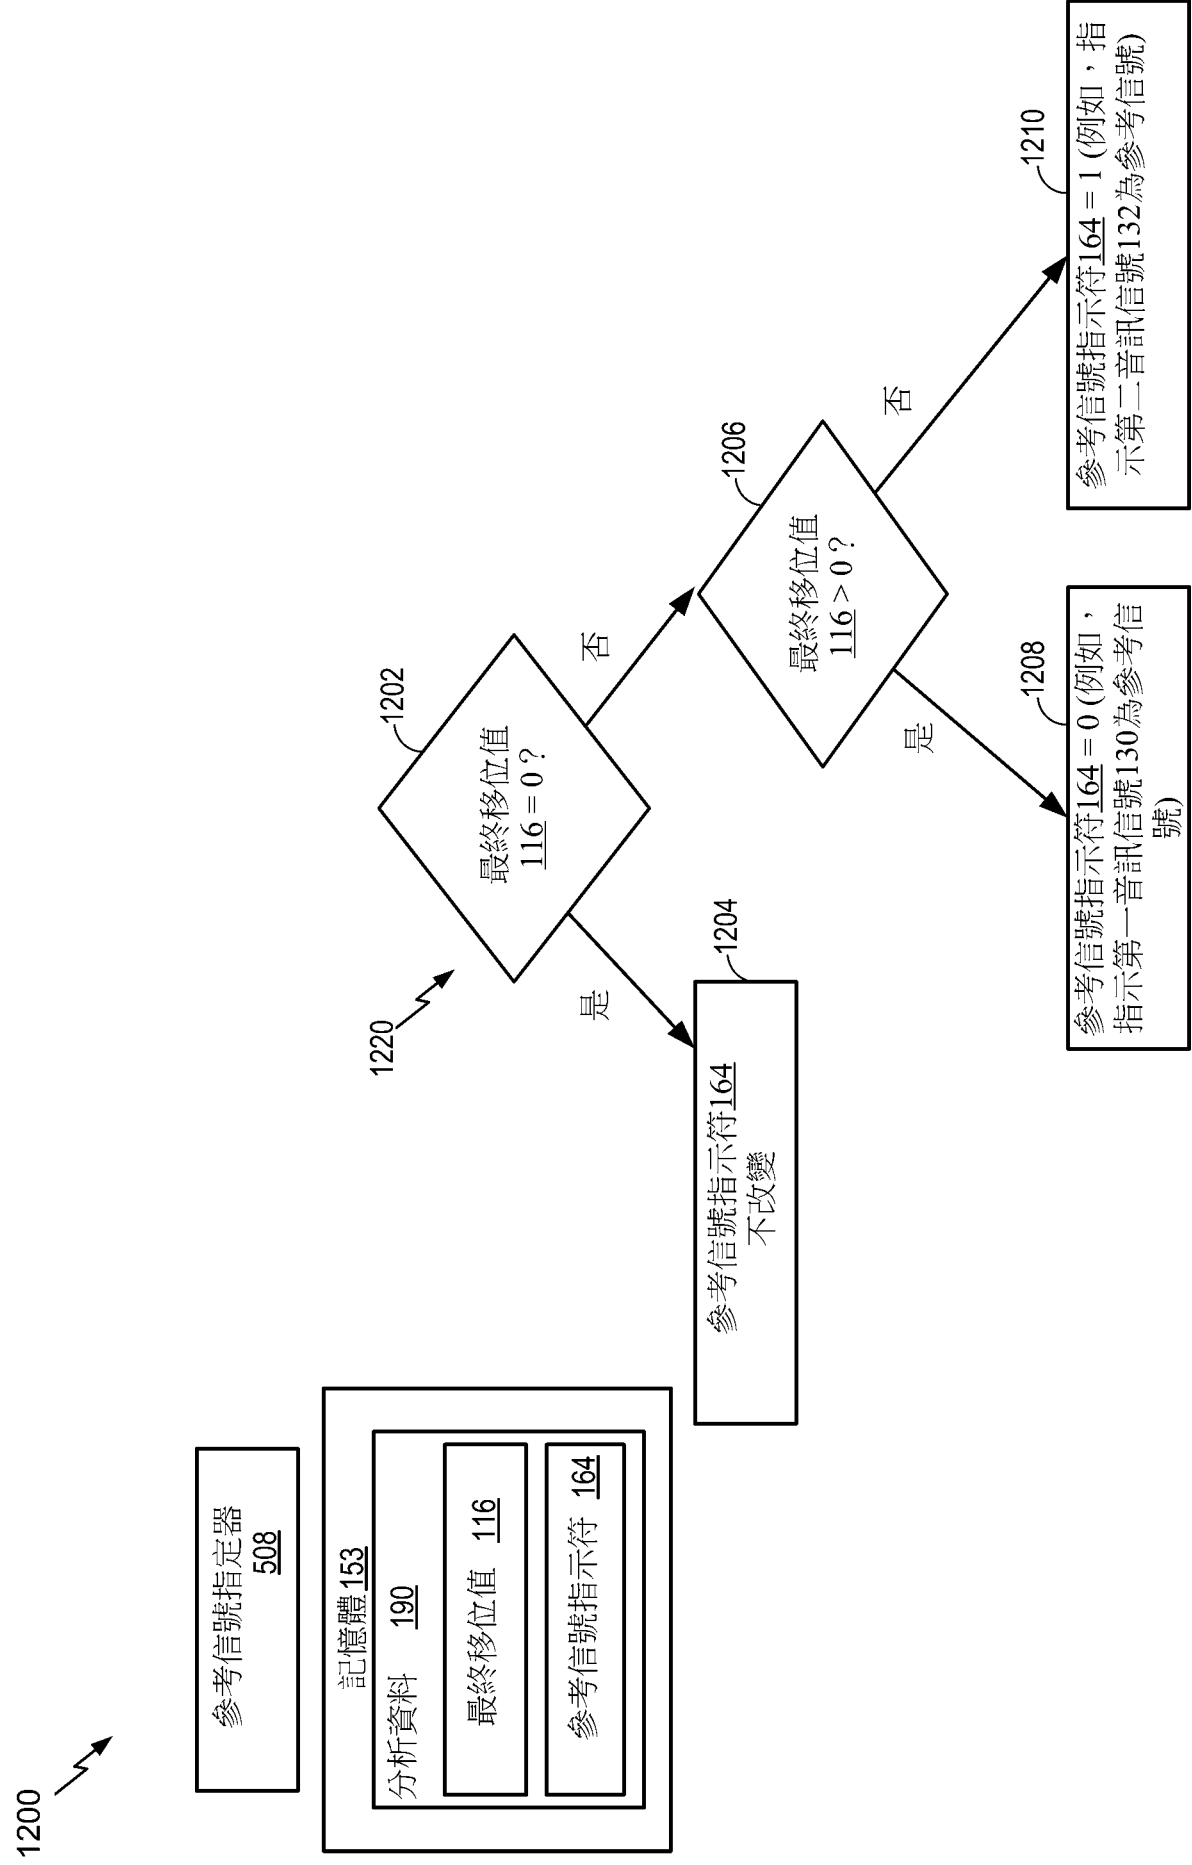 1200
參考信號指定器
508
記憶體153
分析資料 190
最終移位值 116
參考信號指示符 164
1220
最終移位值
116 = 0？
1202
是
否
參考信號指示符164
不改變
1204
最終移位值
116 > 0？
1206
是
否
參考信號指示符164 = 0 (例如，
指示第一音訊信號130為參考信
號)
1208
參考信號指示符164 = 1 (例如，指
示第二音訊信號132為參考信號)
1210